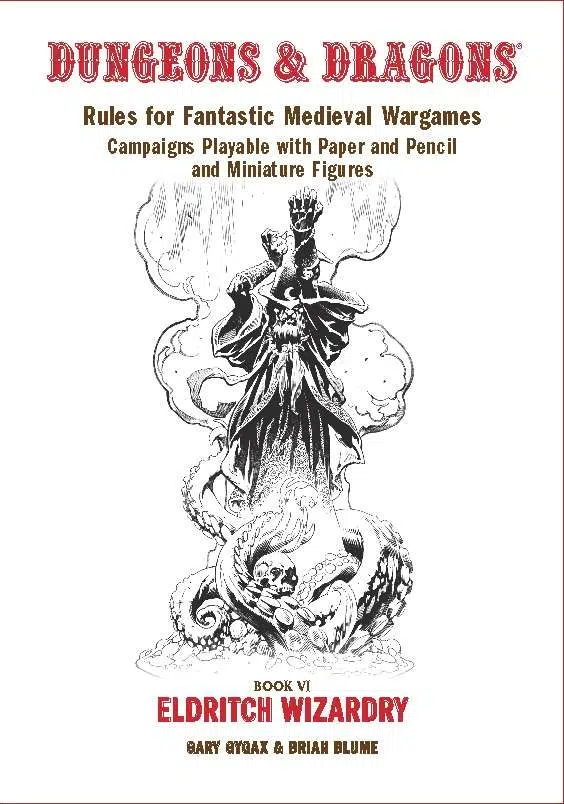 DUNGEONS & DRAGONS®
Rules for Fantastic Medieval Wargames
Campaigns Playable with Paper and Pencil
and Miniature Figures
BOOK VI
ELDRITCH WIZARDRY
GARY GYGAX & BRIAN BLUME